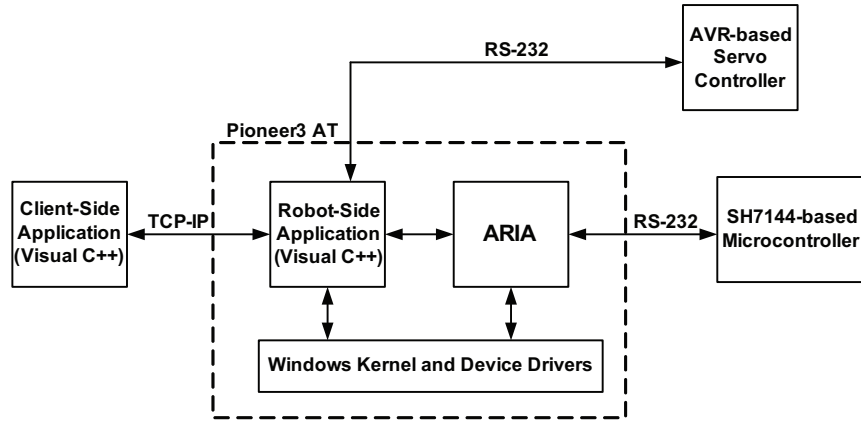 AVR-based
Servo
Controller
RS-232
Pioneer3 AT
Client-Side
Application
(Visual C++)
TCP-IP
Robot-Side
Application
(Visual C++)
ARIA
RS-232
SH7144-based
Microcontroller
Windows Kernel and Device Drivers